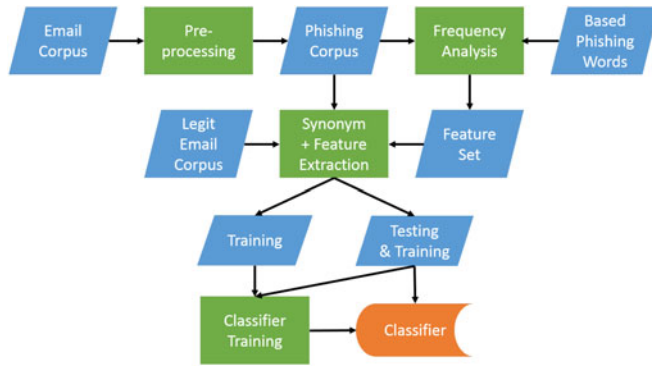 Email
Corpus
Pre-
processing
Phishing
Corpus
Frequency
Analysis
Based
Phishing
Words
Legit
Email
Corpus
Synonym
+ Feature
Extraction
Feature
Set
Training
Testing
& Training
Classifier
Training
Classifier